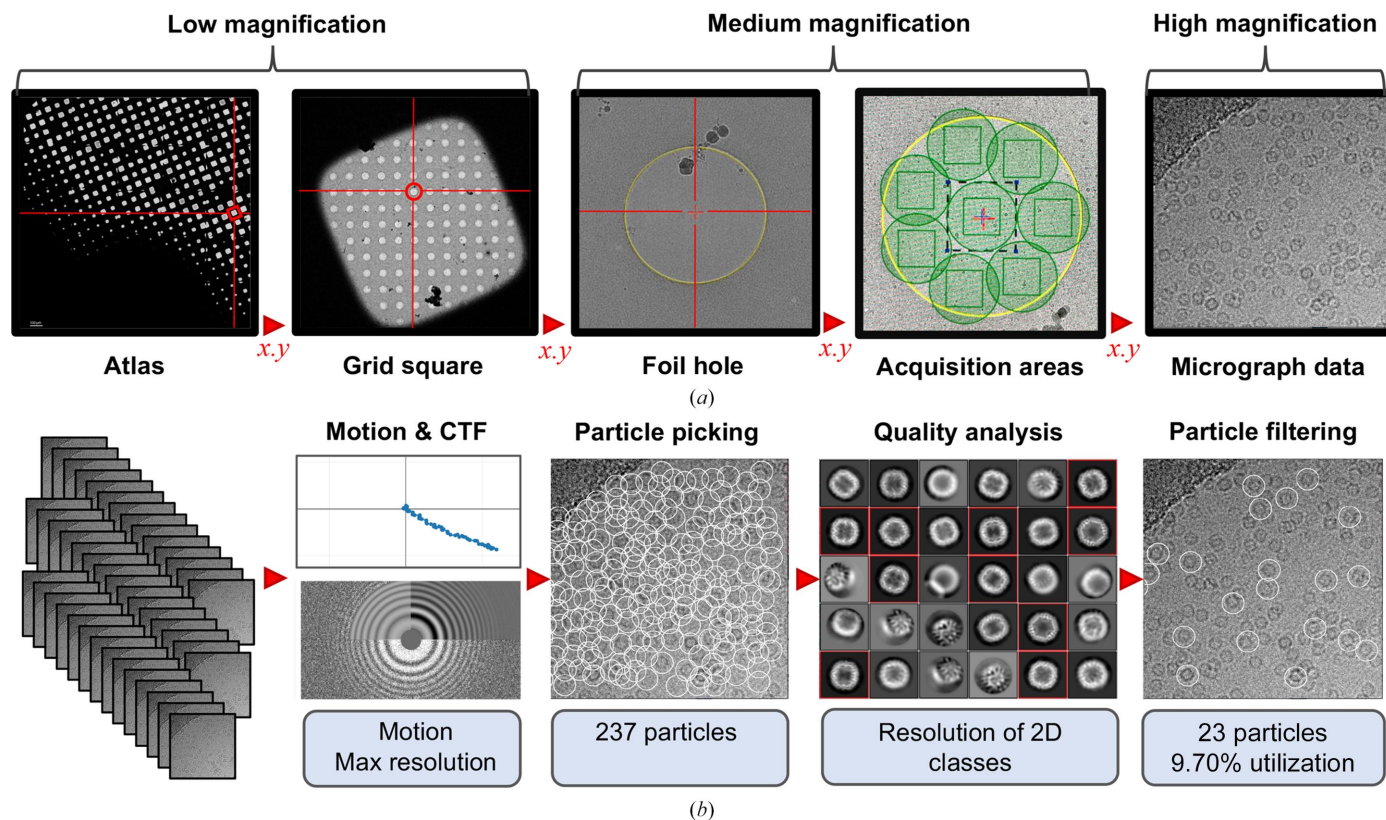 (a)
Low magnification
Medium magnification
High magnification
x.y
x.y
x.y
x.y
Atlas
Grid square
Foil hole
Acquisition areas
Micrograph data
(b)
Motion & CTF
Particle picking
Quality analysis
Particle filtering
Motion
Max resolution
237 particles
Resolution of 2D
classes
23 particles
9.70% utilization